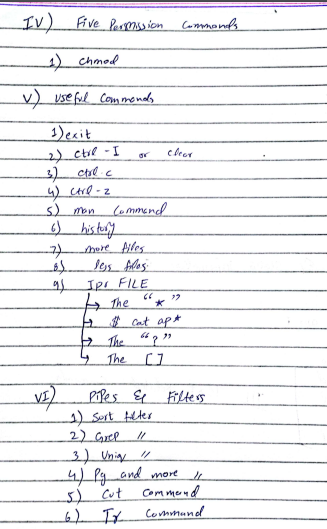 IV) Five Permission Commands
1) chmod
V) Useful Commands
1) exit
2) ctrl-I or clear
3) ctrl-c
4) ctrl-z
5) man Command
6) history
7) more files
8) less files
9) Ipr FILE
The "*"
$ cat ap*
The "?"
The []
VI) Pipes & Filters
1) Sort filter
2) Grep "
3) Uniq "
4) Pg and more "
5) Cut Command
6) Tr Command